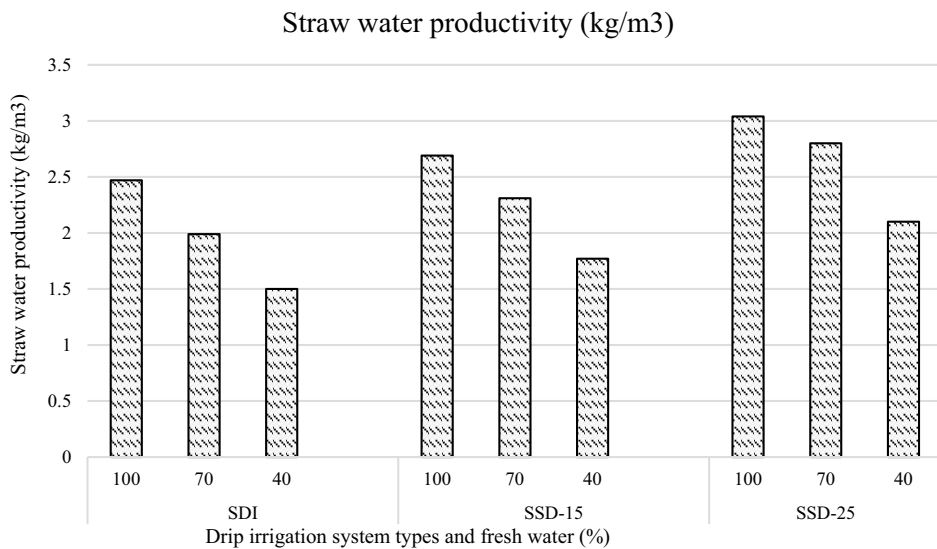 Straw water productivity (kg/m3)
Straw water productivity (kg/m3)
3.5
3
2.5
2
1.5
1
0.5
0
100 70 40 100 70 40 100 70 40
SDI SSD-15 SSD-25
Drip irrigation system types and fresh water (%)